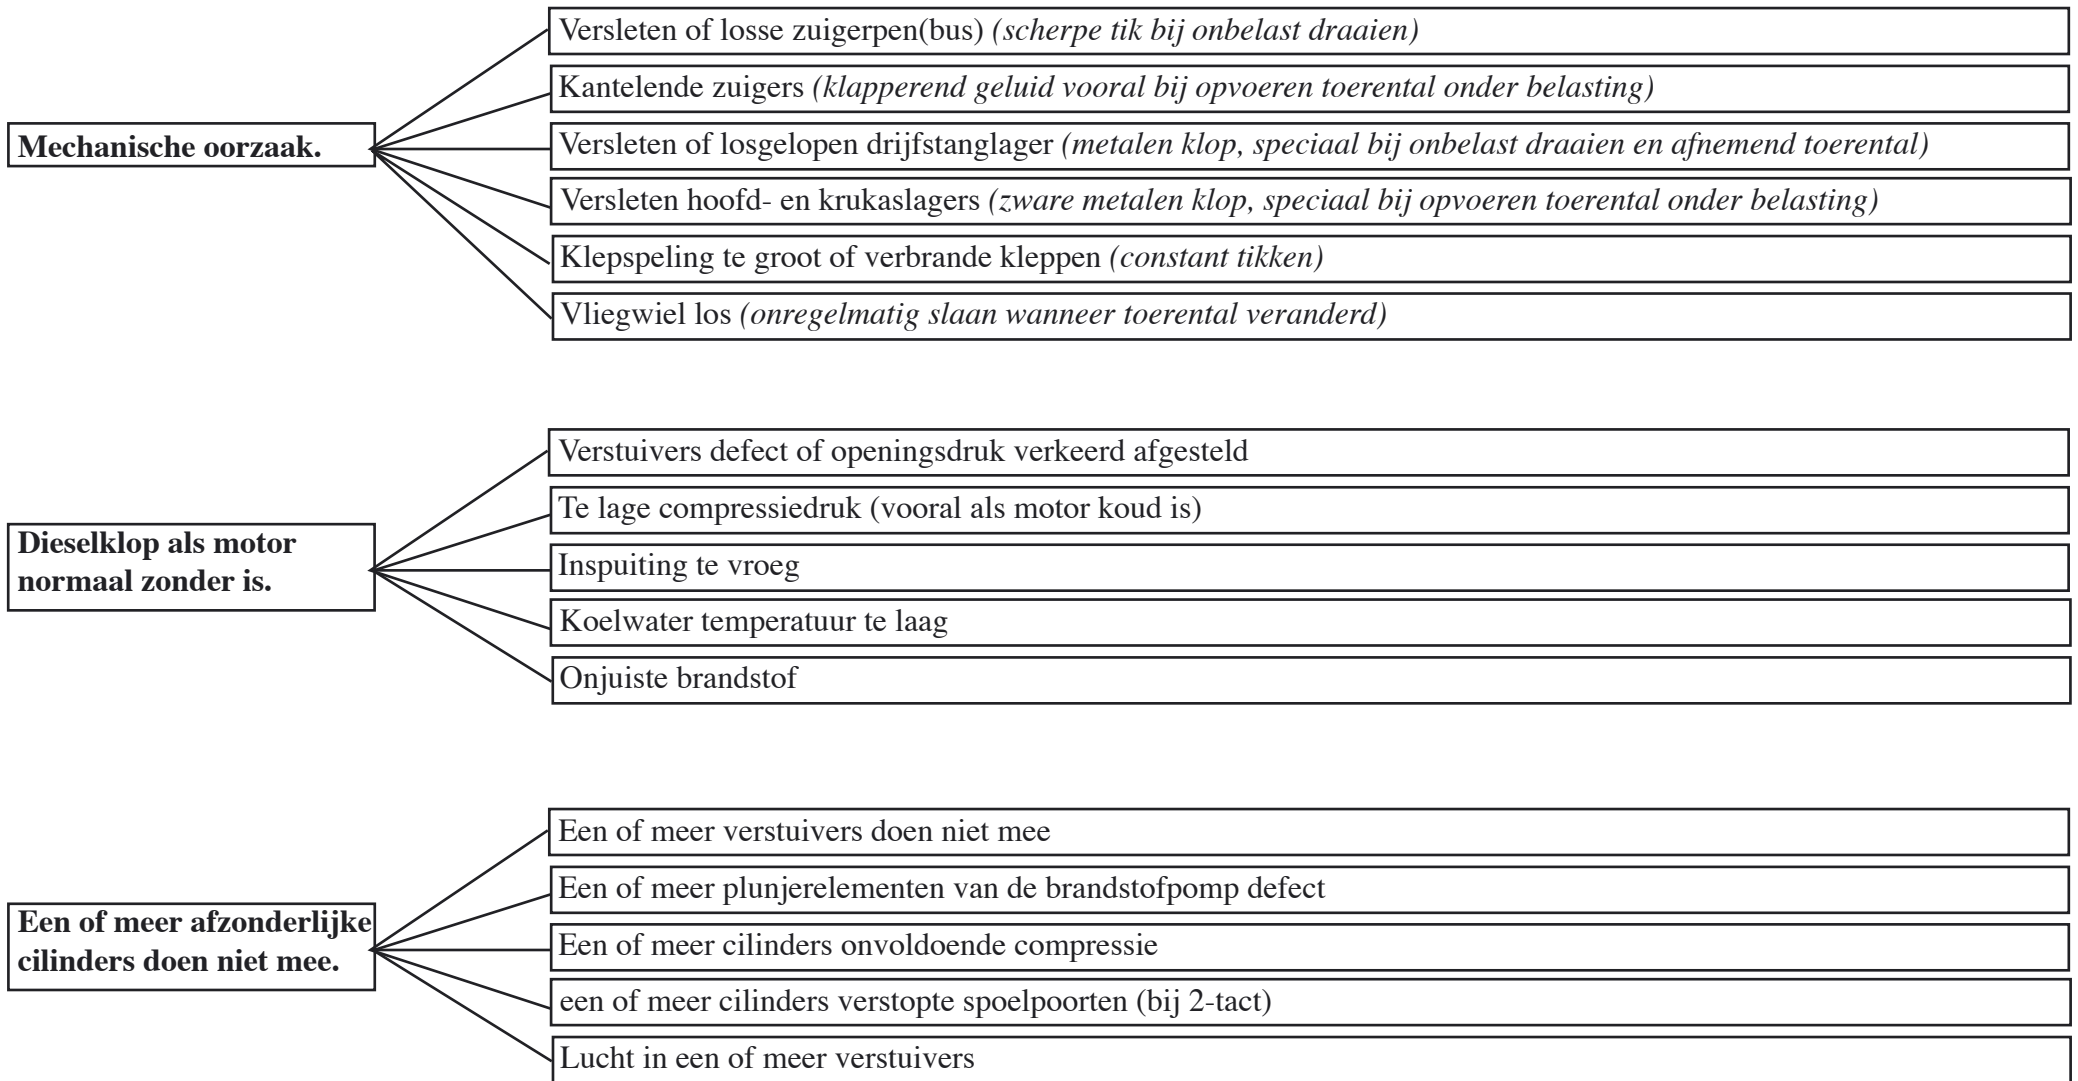 Mechanische oorzaak.
Versleten of losse zuigerpen(bus) (scherpe tik bij onbelast draaien)
Kantelende zuigers (klapperend geluid vooral bij opvoeren toerental onder belasting)
Versleten of losgelopen drijfstanglager (metalen klop, speciaal bij onbelast draaien en afnemend toerental)
Versleten hoofd- en krukaslagers (zware metalen klop, speciaal bij opvoeren toerental onder belasting)
Klepspeling te groot of verbrande kleppen (constant tikken)
Vliegwiel los (onregelmatig slaan wanneer toerental veranderd)
Dieselklop als motor
normaal zonder is.
Verstuivers defect of openingsdruk verkeerd afgesteld
Te lage compressiedruk (vooral als motor koud is)
Inspuiting te vroeg
Koelwater temperatuur te laag
Onjuiste brandstof
Een of meer afzonderlijke
cilinders doen niet mee.
Een of meer verstuivers doen niet mee
Een of meer plunjerelementen van de brandstofpomp defect
Een of meer cilinders onvoldoende compressie
een of meer cilinders verstopte spoelpoorten (bij 2-tact)
Lucht in een of meer verstuivers